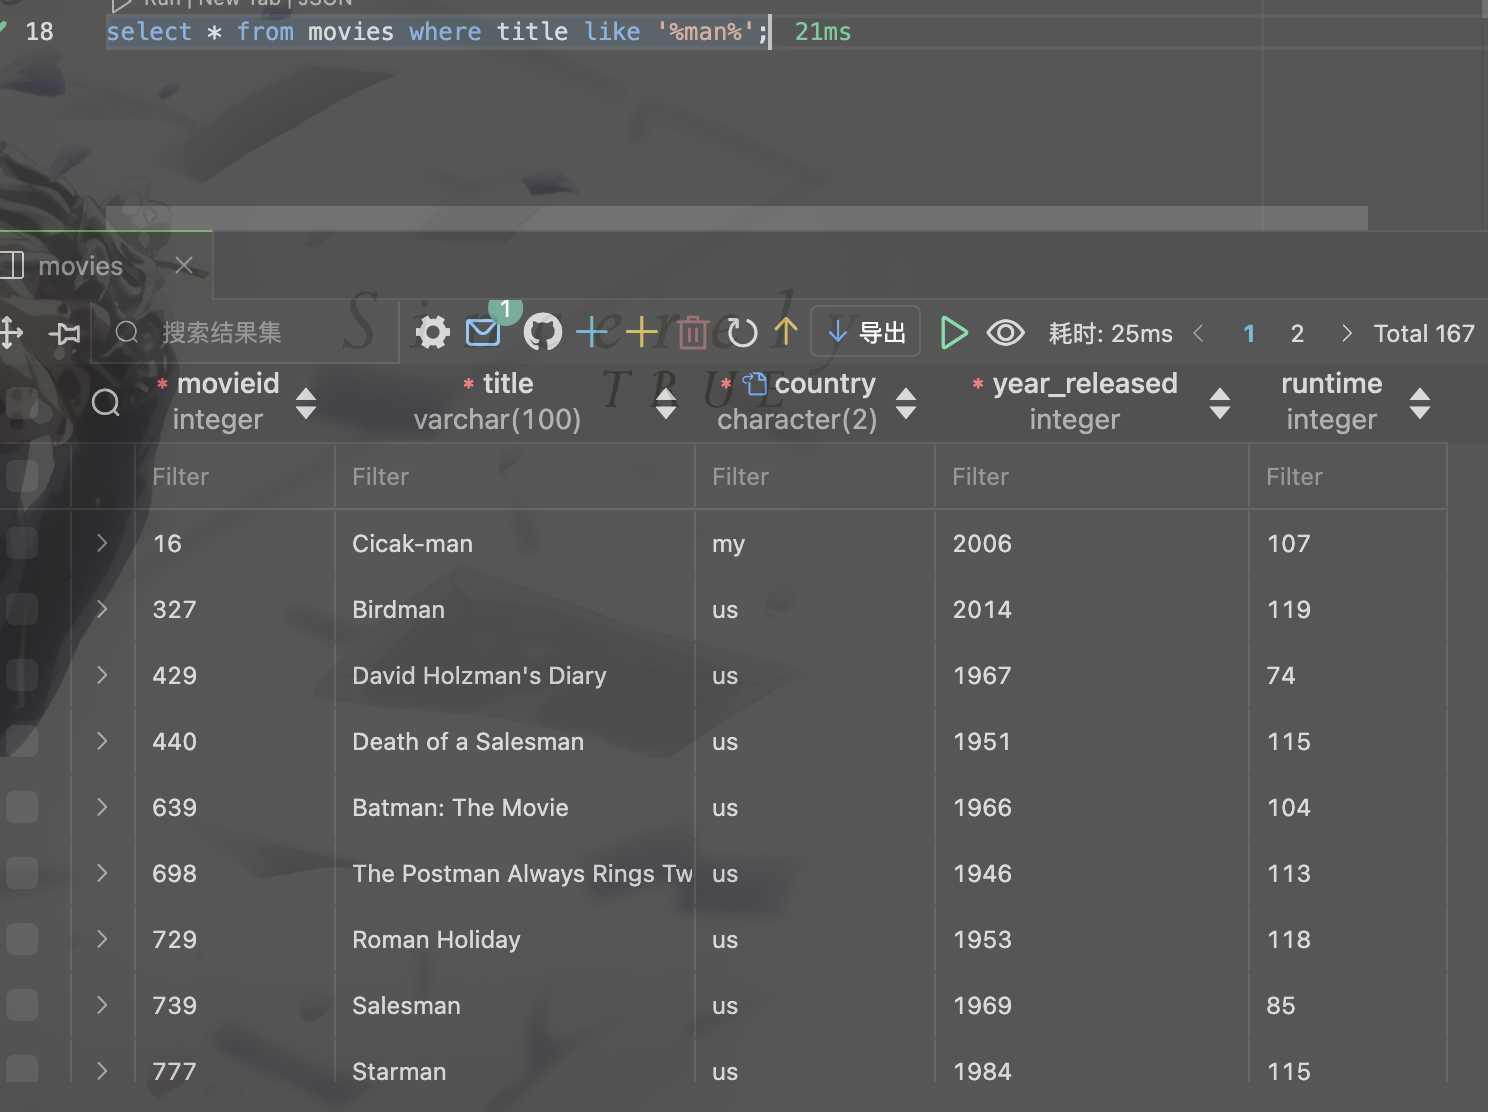 Run | New Tab | JSON
18 select * from movies where title like '%man%'; 21ms
Sincerely
TRUE
movies
搜索结果集 1 导出 耗时: 25ms 1 2 Total 167
* movieid * title * country * year_released runtime
integer varchar(100) character(2) integer integer
Filter Filter Filter Filter Filter
16 Cicak-man my 2006 107
327 Birdman us 2014 119
429 David Holzman's Diary us 1967 74
440 Death of a Salesman us 1951 115
639 Batman: The Movie us 1966 104
698 The Postman Always Rings Tw us 1946 113
729 Roman Holiday us 1953 118
739 Salesman us 1969 85
777 Starman us 1984 115